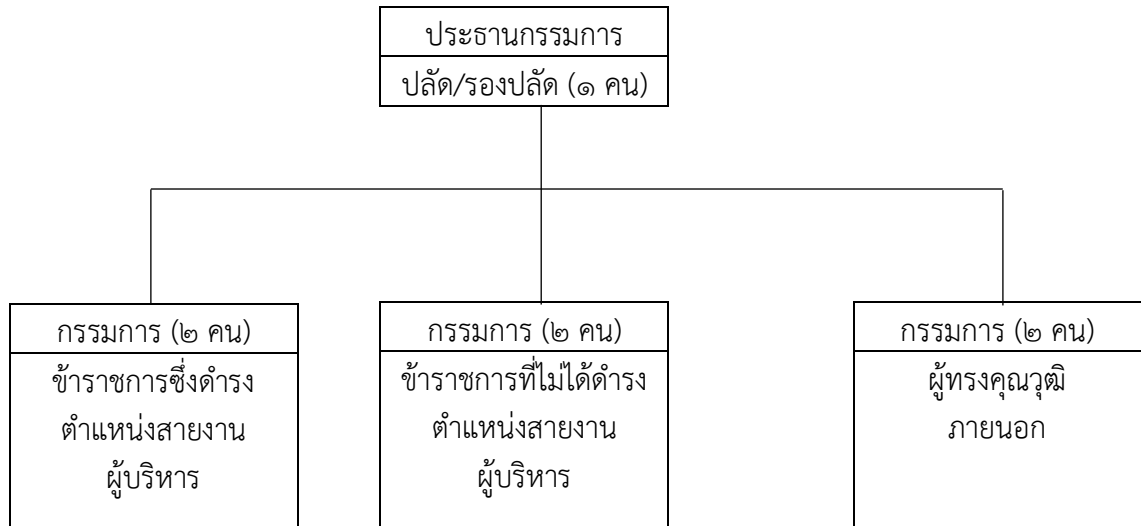 ประธานกรรมการ
ปลัด/รองปลัด (๑ คน)
กรรมการ (๒ คน)
ข้าราชการซึ่งดำรง
ตำแหน่งสายงาน
ผู้บริหาร
กรรมการ (๒ คน)
ข้าราชการที่ไม่ได้ดำรง
ตำแหน่งสายงาน
ผู้บริหาร
กรรมการ (๒ คน)
ผู้ทรงคุณวุฒิ
ภายนอก